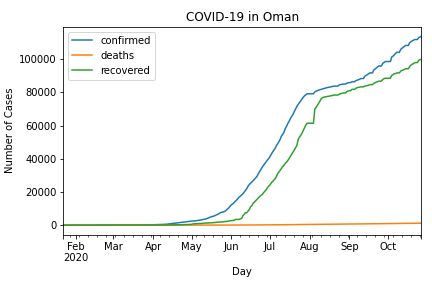 COVID-19 in Oman
confirmed
deaths
recovered
Number of Cases
100000
80000
60000
40000
20000
0
Feb Mar Apr May Jun Jul Aug Sep Oct
2020
Day